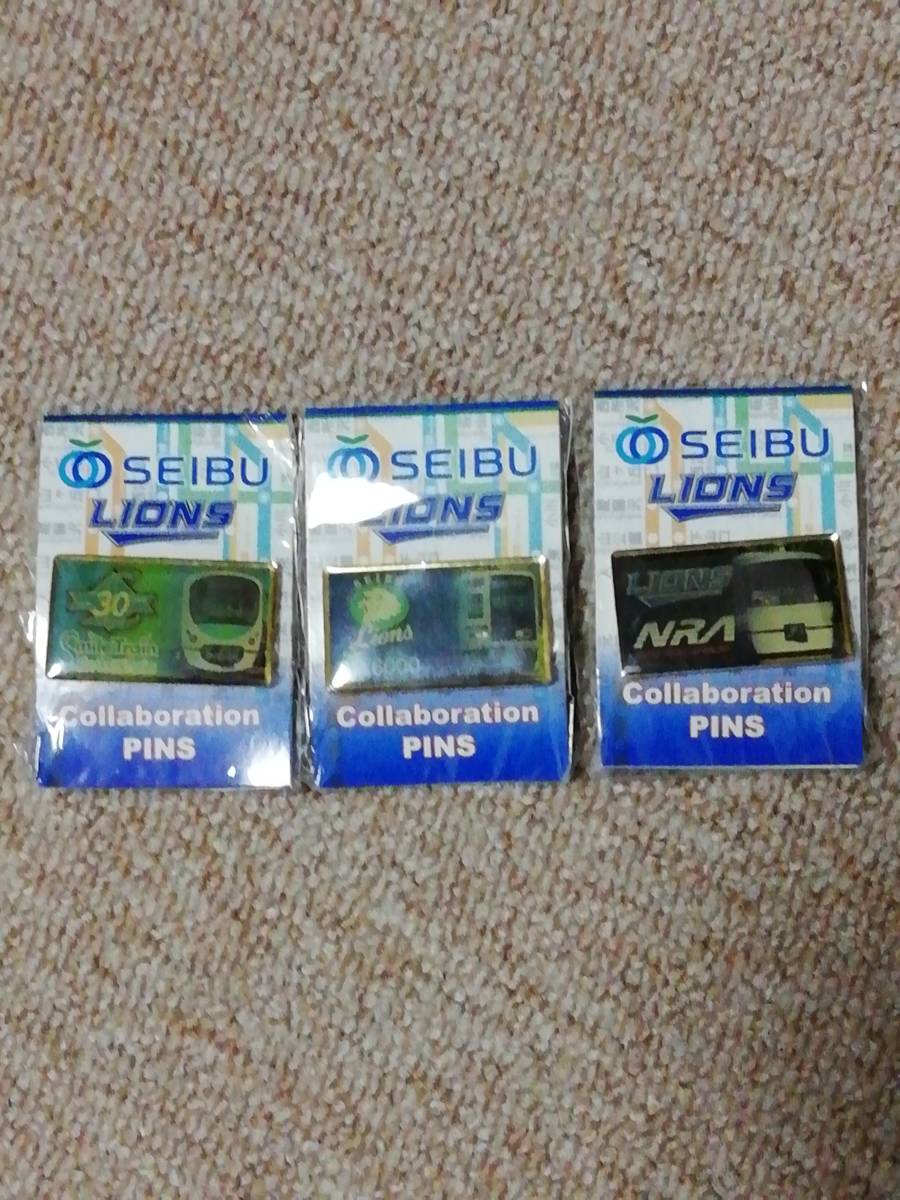 SEIBU
LIONS
30
Smile Train
Collaboration
PINS
SEIBU
LIONS
SEIBU
Lions
6000
Collaboration
PINS
SEIBU
LIONS
LIONS
NRA
Collaboration
PINS